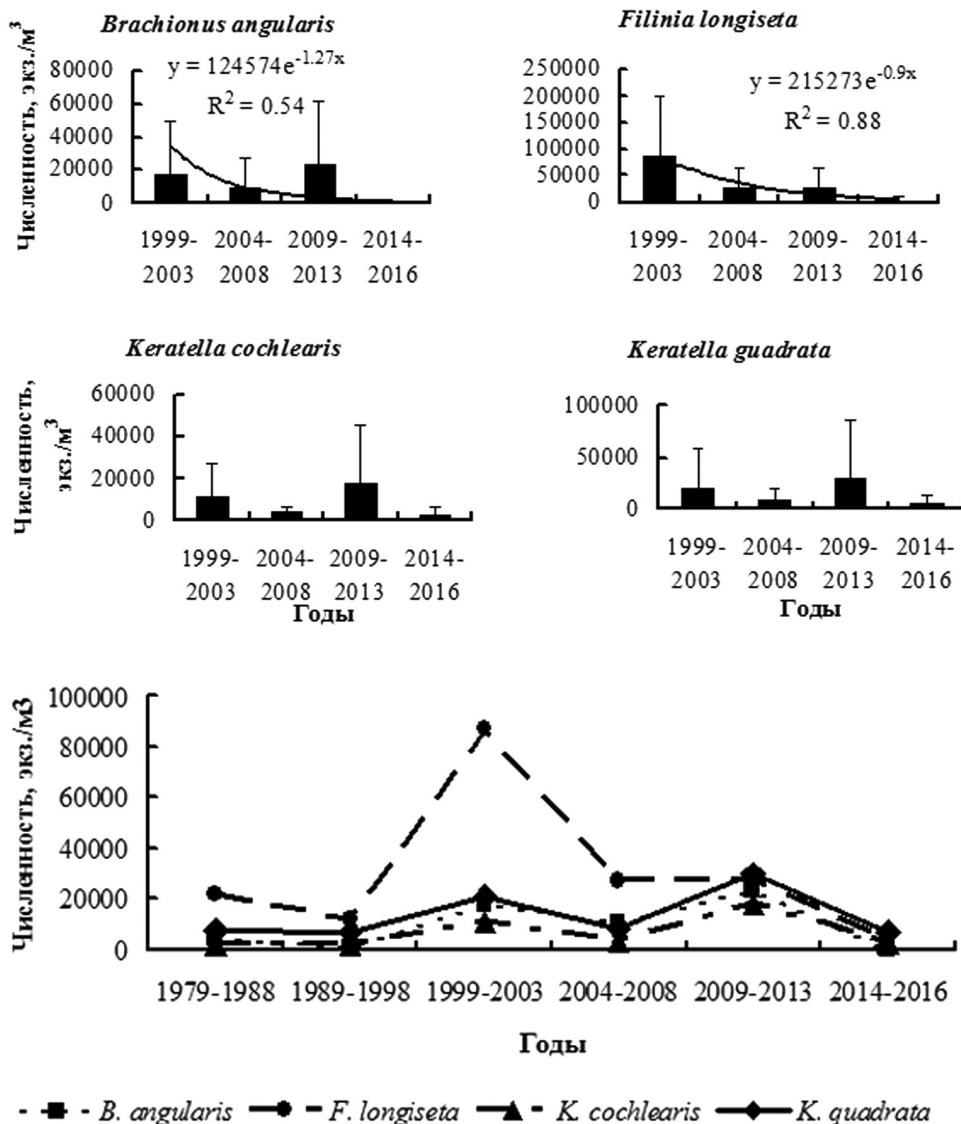 Brachionus angularis
Численность, экз./м³
80000
60000
40000
20000
0
y = 124574e^-1.27x
R² = 0.54
1999-2003
2004-2008
2009-2013
2014-2016
Filinia longiseta
250000
200000
150000
100000
50000
0
y = 215273e^-0.9x
R² = 0.88
1999-2003
2004-2008
2009-2013
2014-2016
Keratella cochlearis
Численность,
экз./м³
60000
40000
20000
0
1999-2003
2004-2008
2009-2013
2014-2016
Годы
Keratella guadrata
100000
50000
0
1999-2003
2004-2008
2009-2013
2014-2016
Годы
Численность, экз./м3
100000
80000
60000
40000
20000
0
1979-1988
1989-1998
1999-2003
2004-2008
2009-2013
2014-2016
Годы
B. angularis
F. longiseta
K. cochlearis
K. quadrata